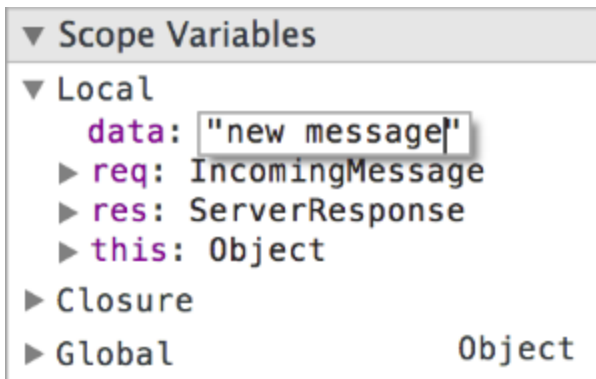 Scope Variables
Local
data: "new message"
req: IncomingMessage
res: ServerResponse
this: Object
Closure
Global Object